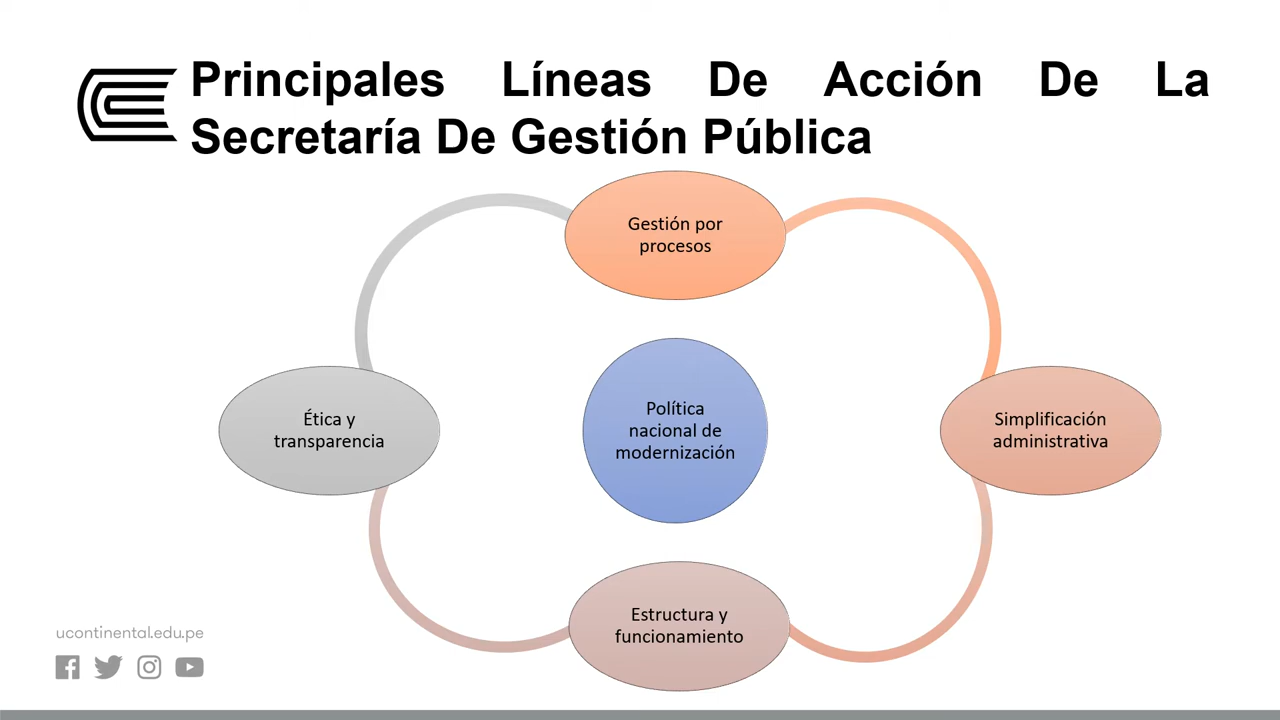 Principales Líneas De Acción De La
Secretaría De Gestión Pública
Gestión por
procesos
Ética y
transparencia
Política
nacional de
modernización
Simplificación
administrativa
Estructura y
funcionamiento
ucontinental.edu.pe